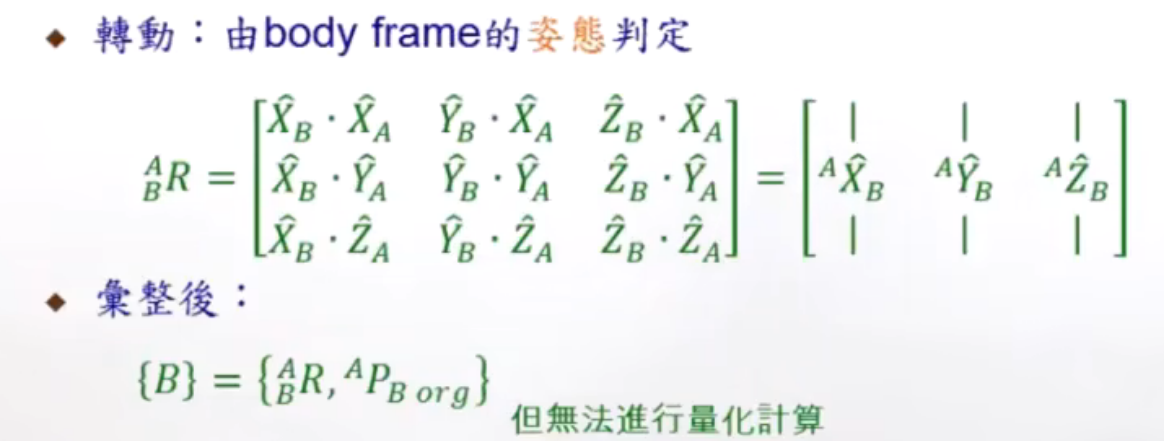 ◆ 轉動：由body frame的姿態判定
$$^A_BR = \begin{bmatrix} \hat{X}_B \cdot \hat{X}_A & \hat{Y}_B \cdot \hat{X}_A & \hat{Z}_B \cdot \hat{X}_A \\ \hat{X}_B \cdot \hat{Y}_A & \hat{Y}_B \cdot \hat{Y}_A & \hat{Z}_B \cdot \hat{Y}_A \\ \hat{X}_B \cdot \hat{Z}_A & \hat{Y}_B \cdot \hat{Z}_A & \hat{Z}_B \cdot \hat{Z}_A \end{bmatrix} = \begin{bmatrix} | & | & | \\ ^A\hat{X}_B & ^A\hat{Y}_B & ^A\hat{Z}_B \\ | & | & | \end{bmatrix}$$
◆ 彙整後：
$$\{B\} = \{^A_BR, ^AP_{B\ org}\}$$
但無法進行量化計算